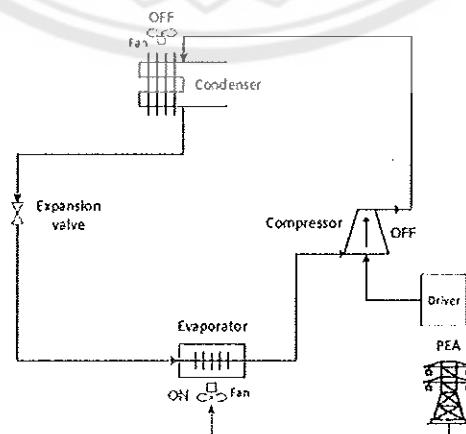 OFF
Fan
Condenser
Expansion
valve
Compressor
OFF
Driver
Evaporator
PEA
ON
Fan